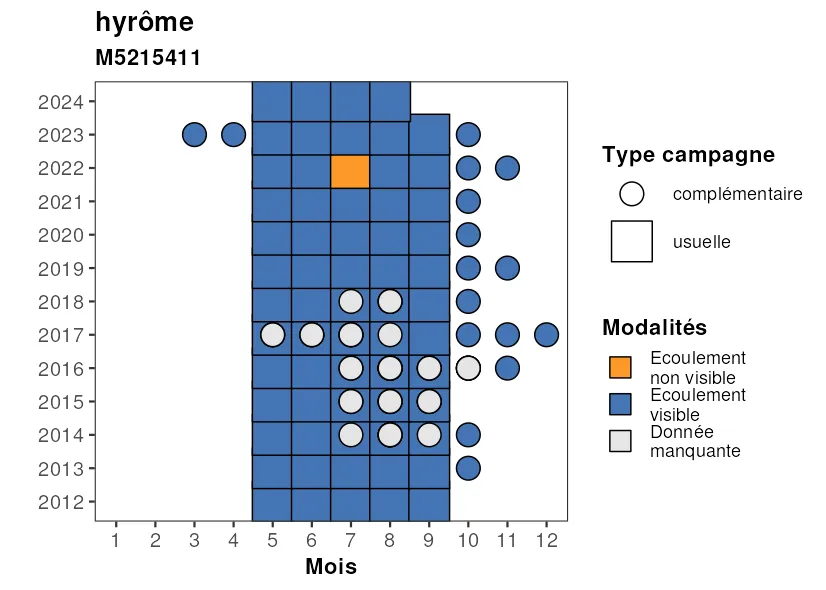 hyrôme
M5215411
2024
2023
2022
2021
2020
2019
2018
2017
2016
2015
2014
2013
2012
1 2 3 4 5 6 7 8 9 10 11 12
Mois
Type campagne
complémentaire
usuelle
Modalités
Ecoulement
non visible
Ecoulement
visible
Donnée
manquante